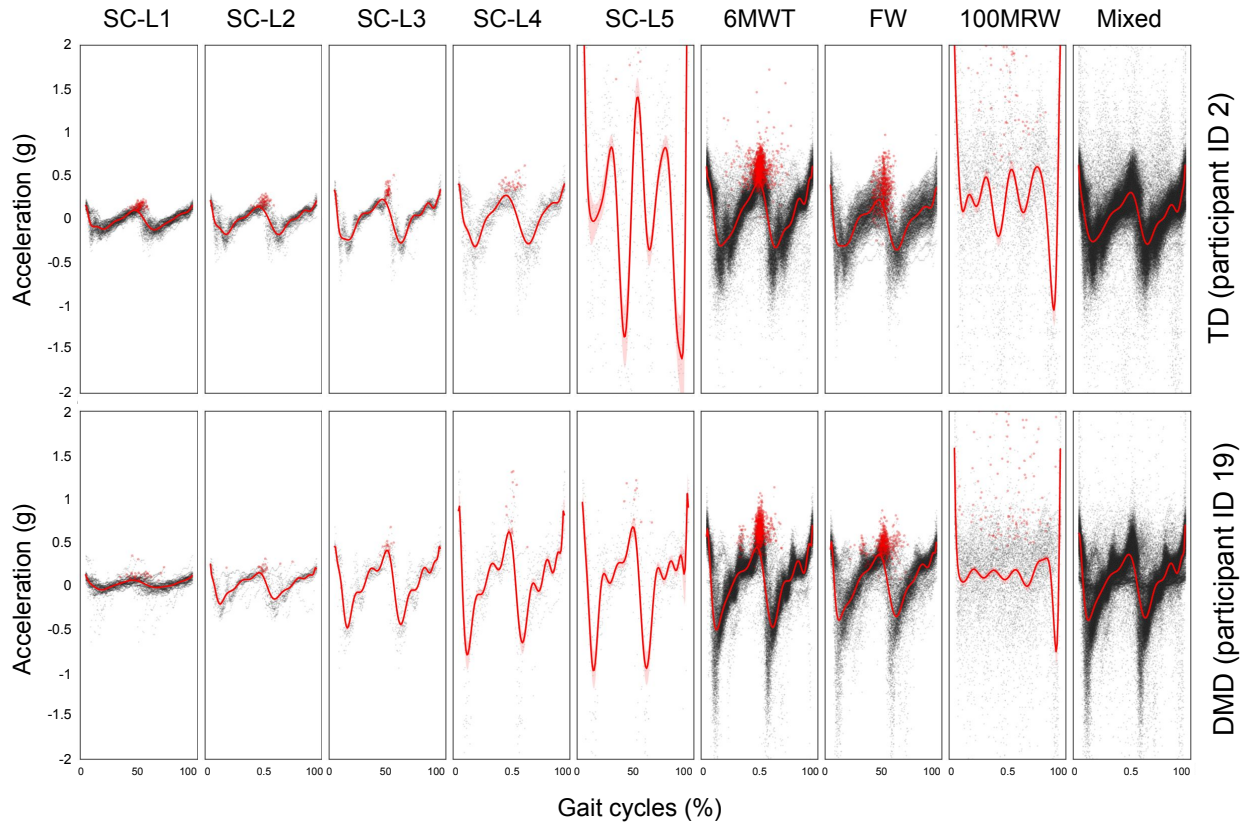 SC-L1 SC-L2 SC-L3 SC-L4 SC-L5 6MWT FW 100MRW Mixed
2
1.5
1
0.5
0
-0.5
-1
-1.5
-2
Acceleration (g)
TD (participant ID 2)
2
1.5
1
0.5
0
-0.5
-1
-1.5
-2
Acceleration (g)
DMD (participant ID 19)
0 50 100 0 0.5 100 0 50 100 0 0.5 100 0 50 100 0 0.5 100 0 50 100 0 0.5 100 0 0.5 100
Gait cycles (%)